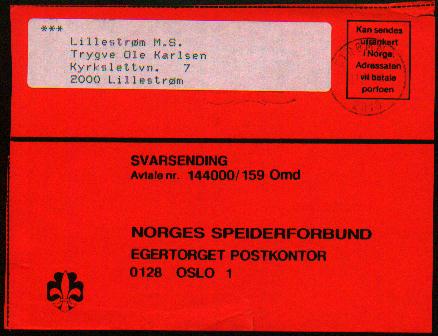 ***
Lillestrøm M.S.
Trygve Ole Karlsen
Kyrkslettvn. 7
2000 Lillestrøm
Kan sendes
ufrankert
i Norge.
Adressaten
vil betale
portoen
SVARSENDING
Avtale nr. 144000/159 Omd
NORGES SPEIDERFORBUND
EGERTORGET POSTKONTOR
0128 OSLO 1